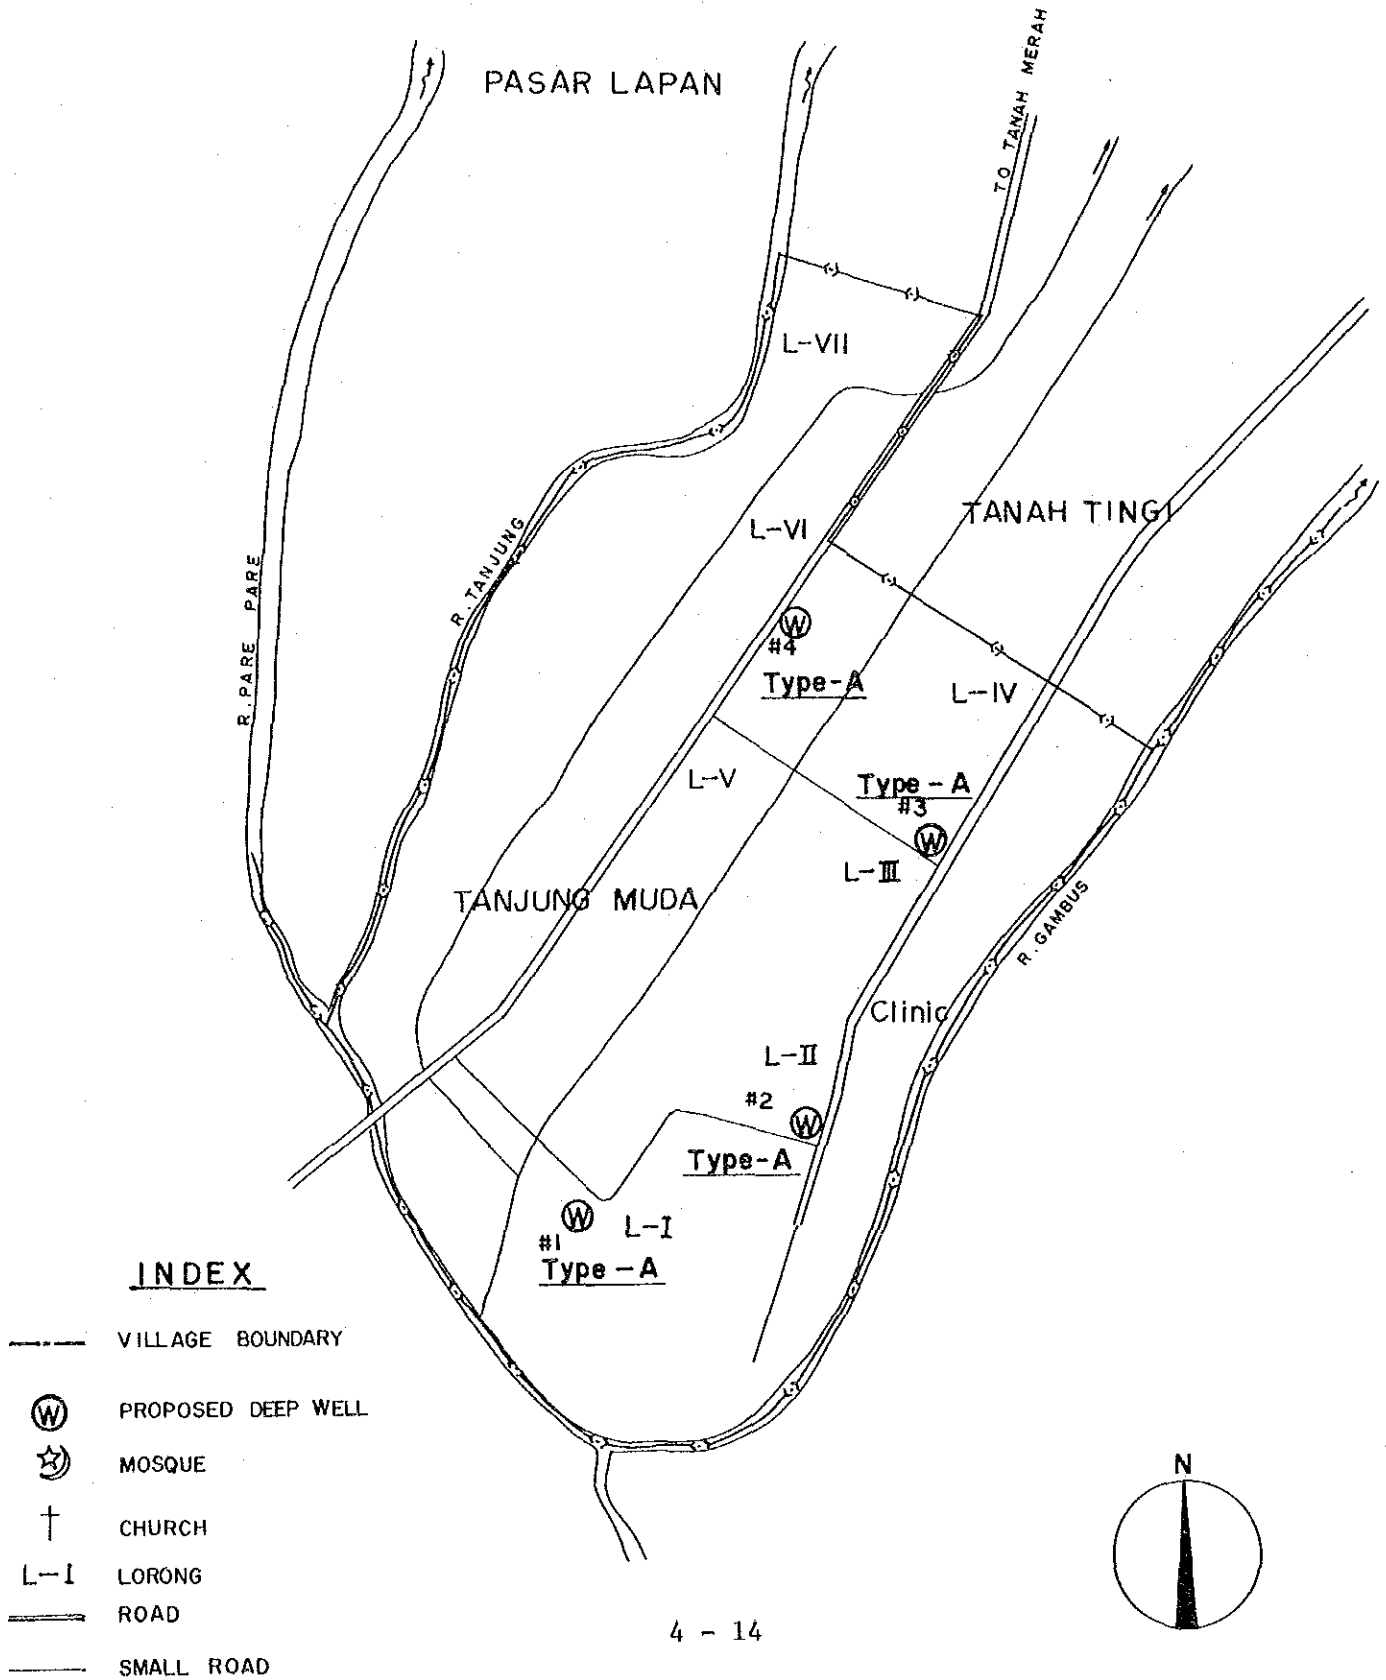 PASAR LAPAN
TO TANAH MERAH
L-VII
TANAH TINGI
L-VI
R. TANJUNG
R. PARE PARE
W
#4
Type-A
L-IV
L-V
Type-A
#3
W
L-III
TANJUNG MUDA
R. GAMBUS
Clinic
L-II
#2
W
Type-A
W
L-I
#1
Type-A
INDEX
VILLAGE BOUNDARY
W PROPOSED DEEP WELL
MOSQUE
CHURCH
L-I LORONG
ROAD
SMALL ROAD
N
4 - 14